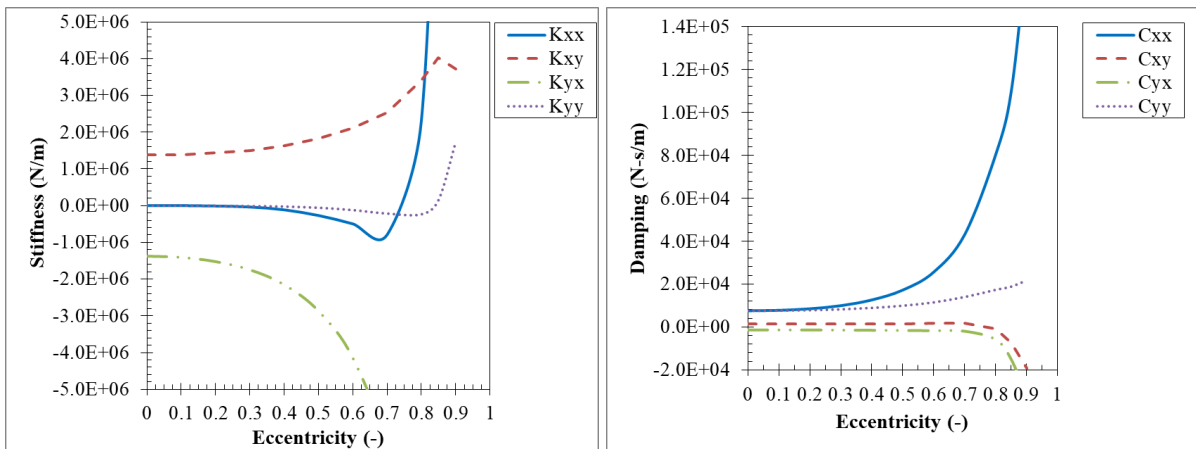 5.0E+06
4.0E+06
3.0E+06
2.0E+06
1.0E+06
0.0E+00
-1.0E+06
-2.0E+06
-3.0E+06
-4.0E+06
-5.0E+06
Stiffness (N/m)
0 0.1 0.2 0.3 0.4 0.5 0.6 0.7 0.8 0.9 1
Eccentricity (-)
Kxx
Kxy
Kyx
Kyy
1.4E+05
1.2E+05
1.0E+05
8.0E+04
6.0E+04
4.0E+04
2.0E+04
0.0E+00
-2.0E+04
Damping (N-s/m)
0 0.1 0.2 0.3 0.4 0.5 0.6 0.7 0.8 0.9 1
Eccentricity (-)
Cxx
Cxy
Cyx
Cyy